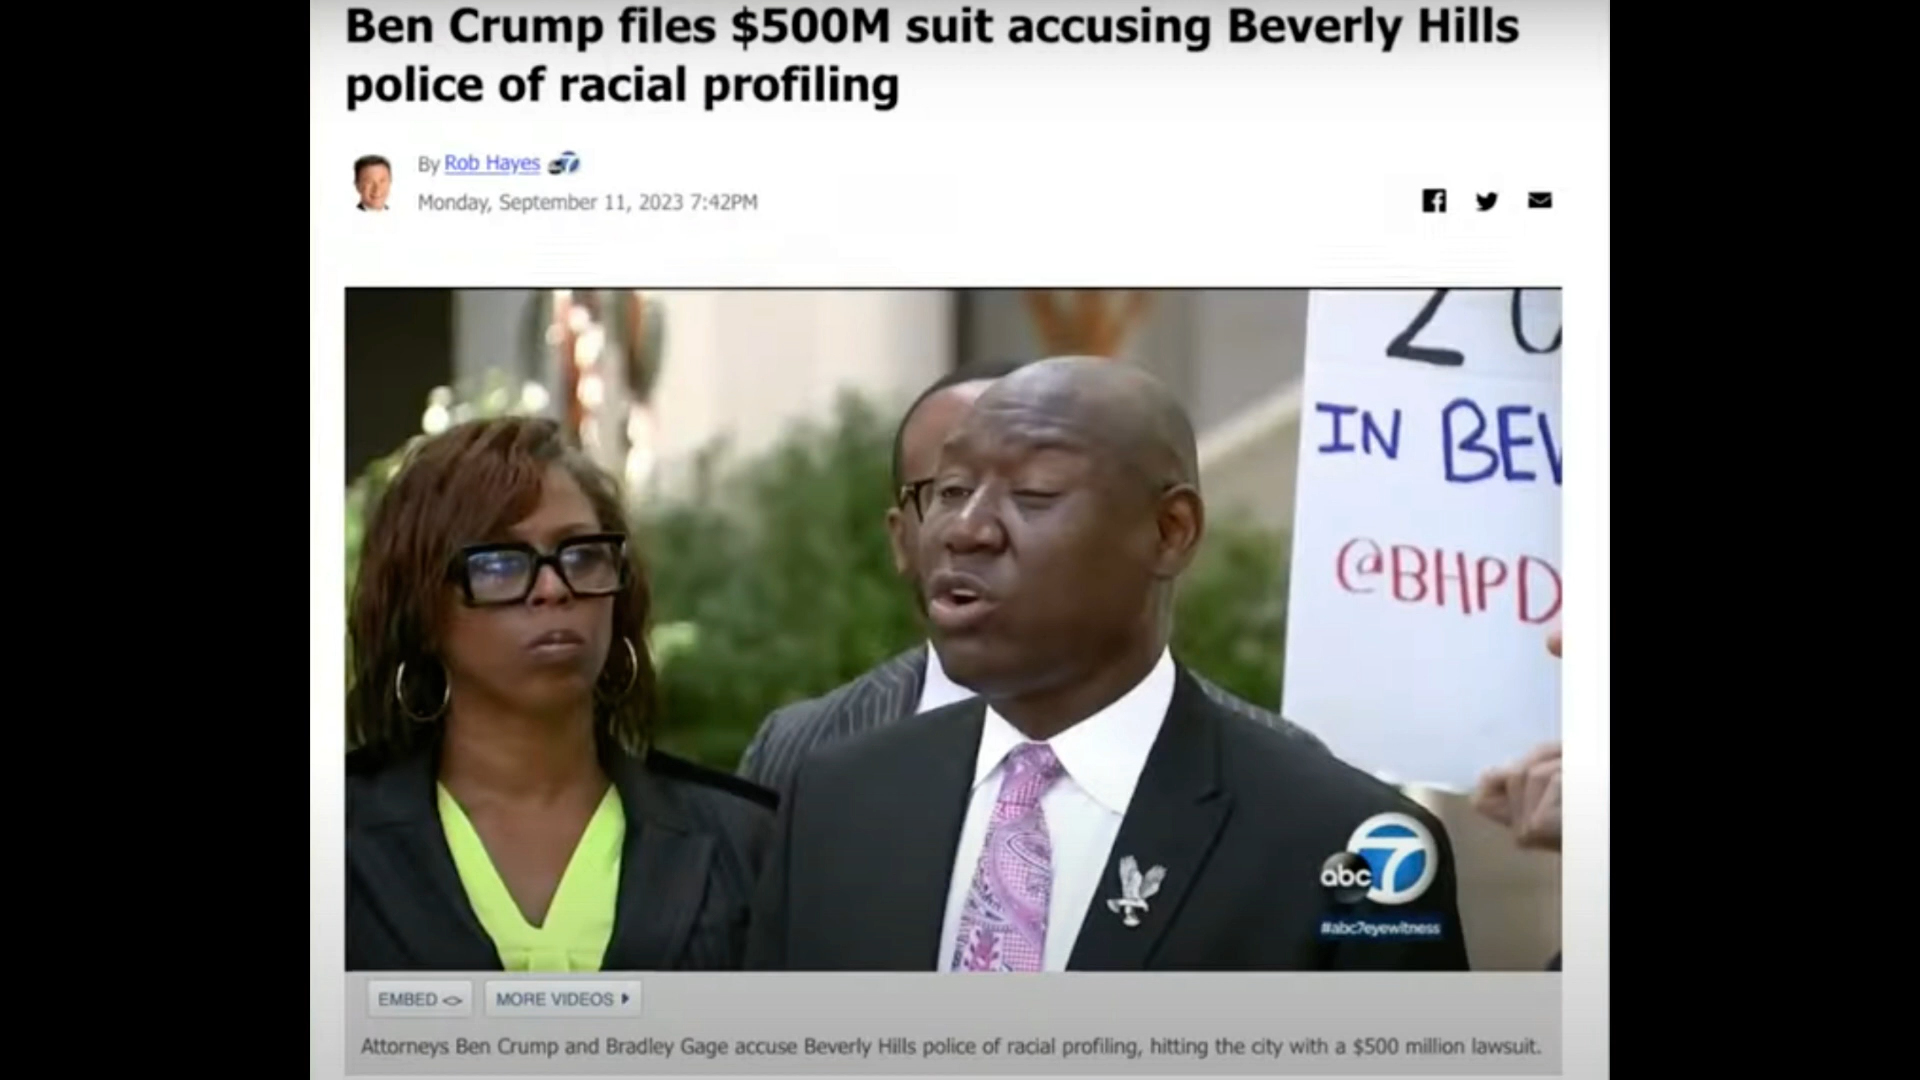 Ben Crump files $500M suit accusing Beverly Hills
police of racial profiling
By Rob Hayes
Monday, September 11, 2023 7:42PM
IN BEV
@BHPD
abc7
#abc7eyewitness
EMBED <>
MORE VIDEOS
Attorneys Ben Crump and Bradley Gage accuse Beverly Hills police of racial profiling, hitting the city with a $500 million lawsuit.